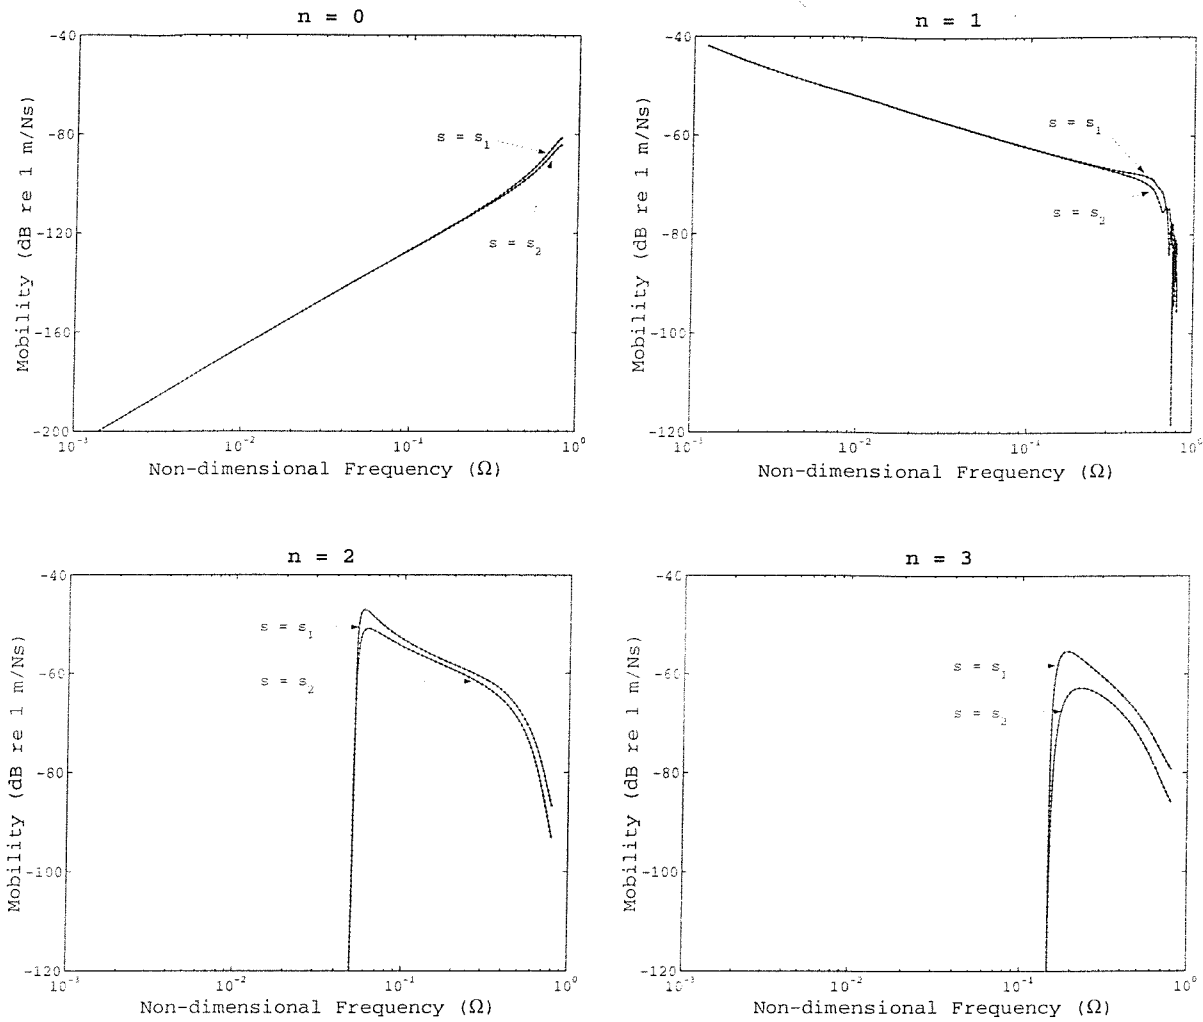 n = 0
Mobility (dB re 1 m/Ns)
-40
-80
-120
-160
-200
s = s1
s = s2
10^-3
10^-2
10^-1
10^0
Non-dimensional Frequency (Ω)
n = 1
Mobility (dB re 1 m/Ns)
-40
-60
-80
-100
-120
s = s1
s = s2
10^-3
10^-2
10^-1
10^0
Non-dimensional Frequency (Ω)
n = 2
Mobility (dB re 1 m/Ns)
-40
-60
-80
-100
-120
s = s1
s = s2
10^-3
10^-2
10^-1
10^0
Non-dimensional Frequency (Ω)
n = 3
Mobility (dB re 1 m/Ns)
-40
-60
-80
-100
-120
s = s1
s = s2
10^-3
10^-2
10^-1
10^0
Non-dimensional Frequency (Ω)